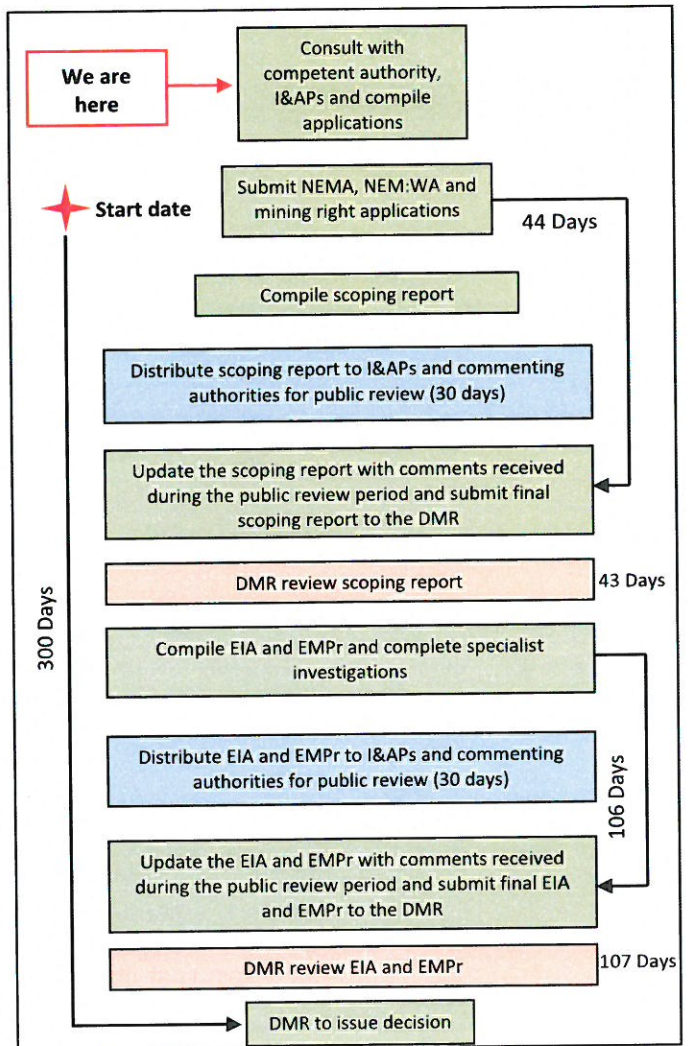 Consult with
competent authority,
I&APs and compile
applications
We are
here
Start date
Submit NEMA, NEM:WA and
mining right applications
44 Days
Compile scoping report
Distribute scoping report to I&APs and commenting
authorities for public review (30 days)
Update the scoping report with comments received
during the public review period and submit final
scoping report to the DMR
DMR review scoping report
43 Days
300 Days
Compile EIA and EMPr and complete specialist
investigations
Distribute EIA and EMPr to I&APs and commenting
authorities for public review (30 days)
106 Days
Update the EIA and EMPr with comments received
during the public review period and submit final EIA
and EMPr to the DMR
DMR review EIA and EMPr
107 Days
DMR to issue decision